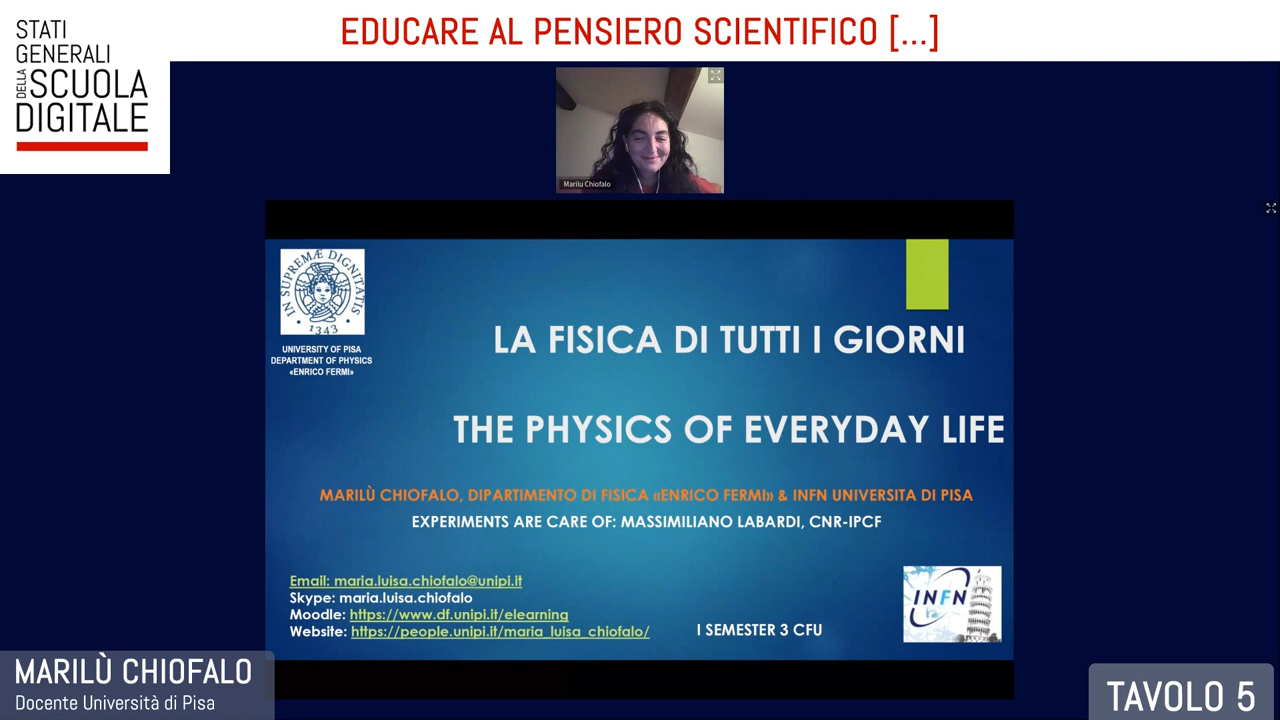 EDUCARE AL PENSIERO SCIENTIFICO [...]
STATI
GENERALI
DELLA SCUOLA
DIGITALE
Marilu Chiofalo
IN SUPREMÆ DIGNITATIS
1343
UNIVERSITY OF PISA
DEPARTMENT OF PHYSICS
«ENRICO FERMI»
LA FISICA DI TUTTI I GIORNI
THE PHYSICS OF EVERYDAY LIFE
MARILÙ CHIOFALO, DIPARTIMENTO DI FISICA «ENRICO FERMI» & INFN UNIVERSITA DI PISA
EXPERIMENTS ARE CARE OF: MASSIMILIANO LABARDI, CNR-IPCF
Email: maria.luisa.chiofalo@unipi.it
Skype: maria.luisa.chiofalo
Moodle: https://www.df.unipi.it/elearning
Website: https://people.unipi.it/maria_luisa_chiofalo/
I SEMESTER 3 CFU
INFN
MARILÙ CHIOFALO
Docente Università di Pisa
TAVOLO 5